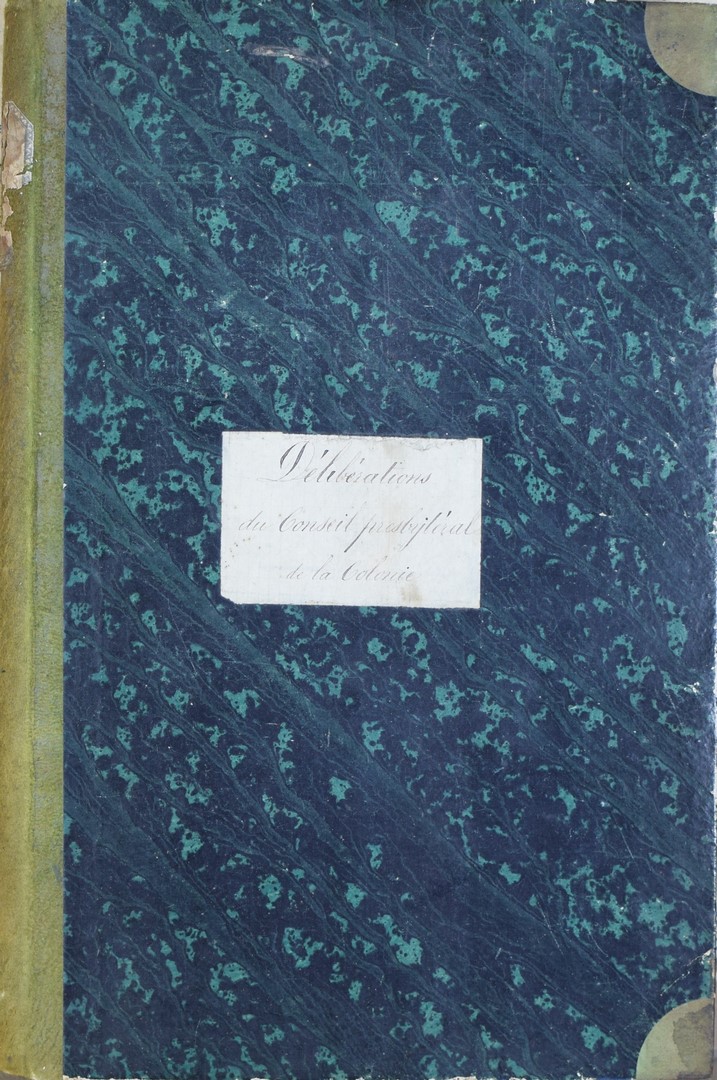 Délibérations
du Conseil presbytéral
de la Colonie